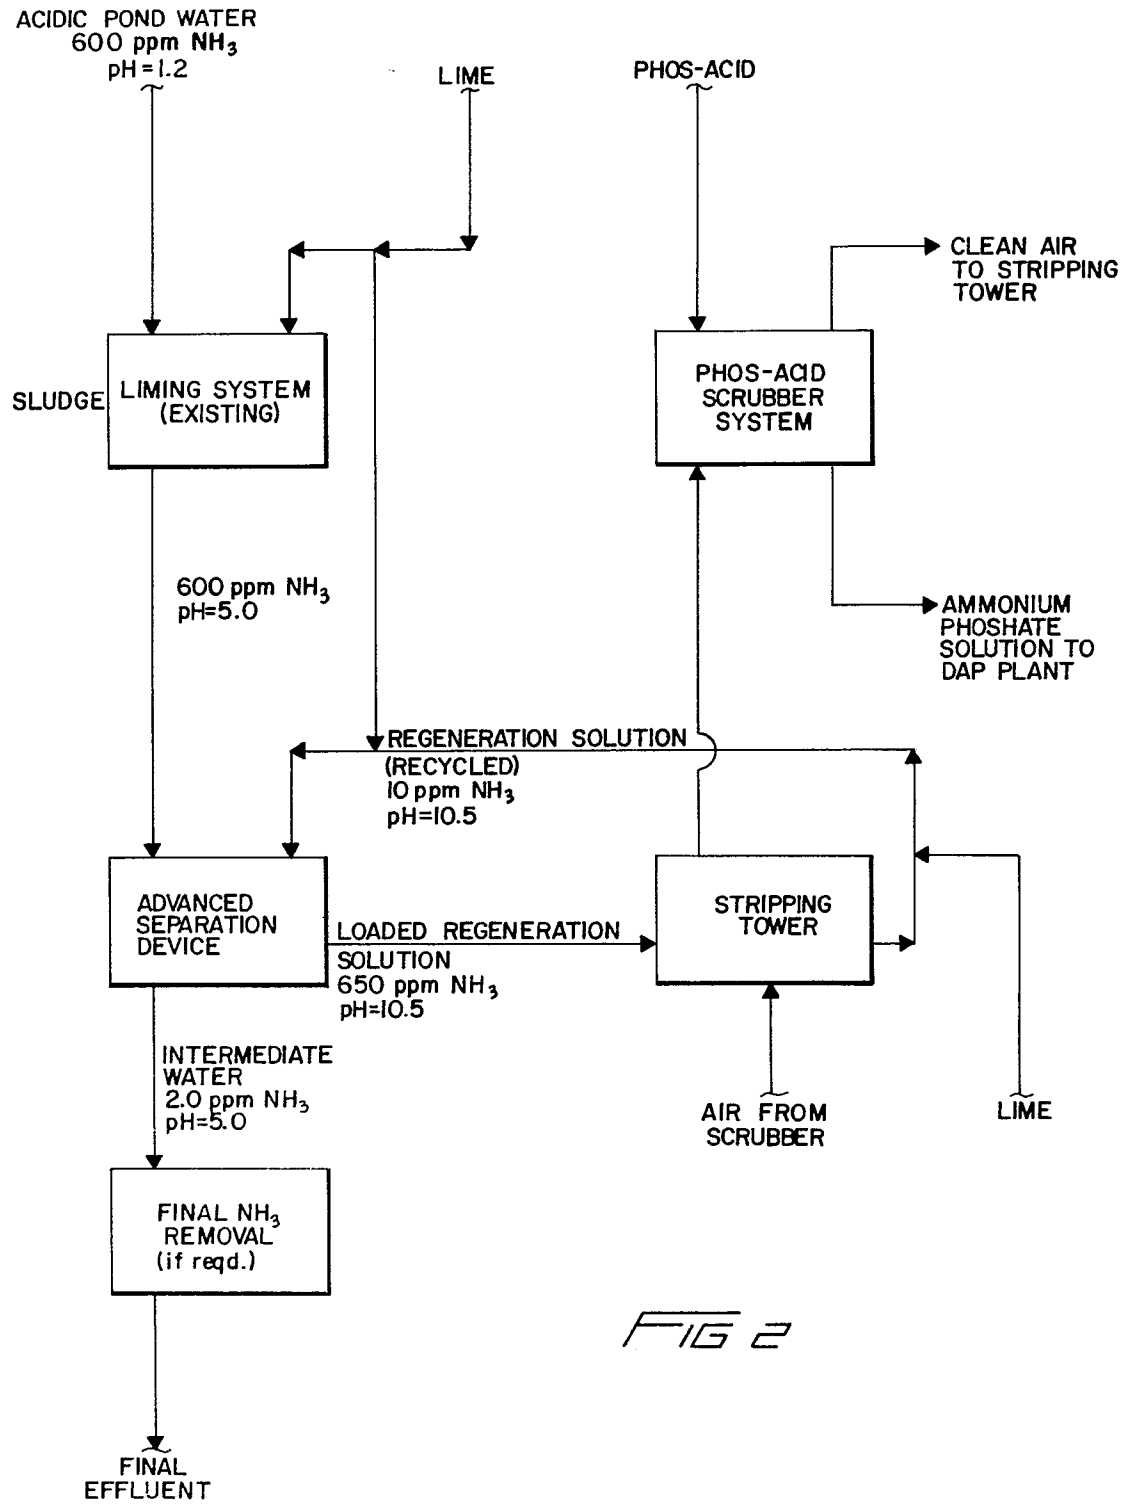 ACIDIC POND WATER
600 ppm NH3
pH=1.2
LIME
PHOS-ACID
CLEAN AIR
TO STRIPPING
TOWER
SLUDGE
LIMING SYSTEM
(EXISTING)
PHOS-ACID
SCRUBBER
SYSTEM
600 ppm NH3
pH=5.0
AMMONIUM
PHOSHATE
SOLUTION TO
DAP PLANT
REGENERATION SOLUTION
(RECYCLED)
10 ppm NH3
pH=10.5
ADVANCED
SEPARATION
DEVICE
LOADED REGENERATION
SOLUTION
650 ppm NH3
pH=10.5
STRIPPING
TOWER
INTERMEDIATE
WATER
2.0 ppm NH3
pH=5.0
AIR FROM
SCRUBBER
LIME
FINAL NH3
REMOVAL
(if reqd.)
FIG 2
FINAL
EFFLUENT